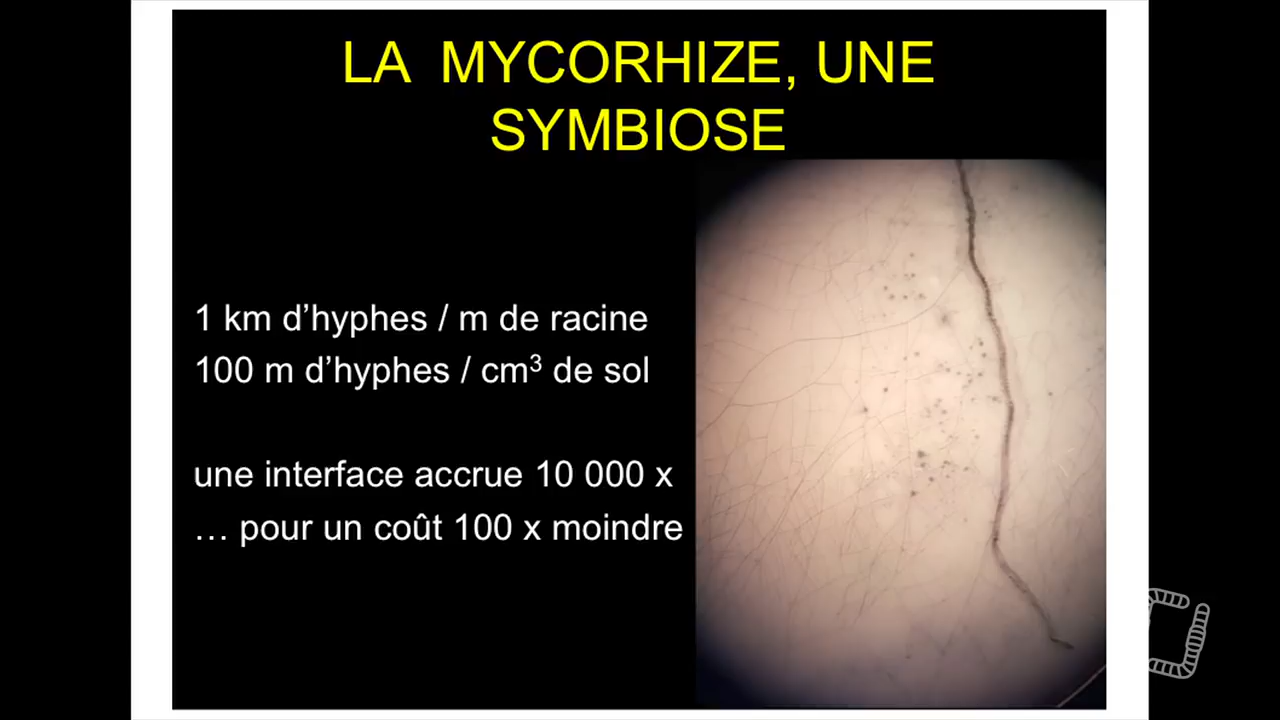 LA MYCORHIZE, UNE
SYMBIOSE
1 km d’hyphes / m de racine
100 m d’hyphes / cm³ de sol
une interface accrue 10 000 x
… pour un coût 100 x moindre